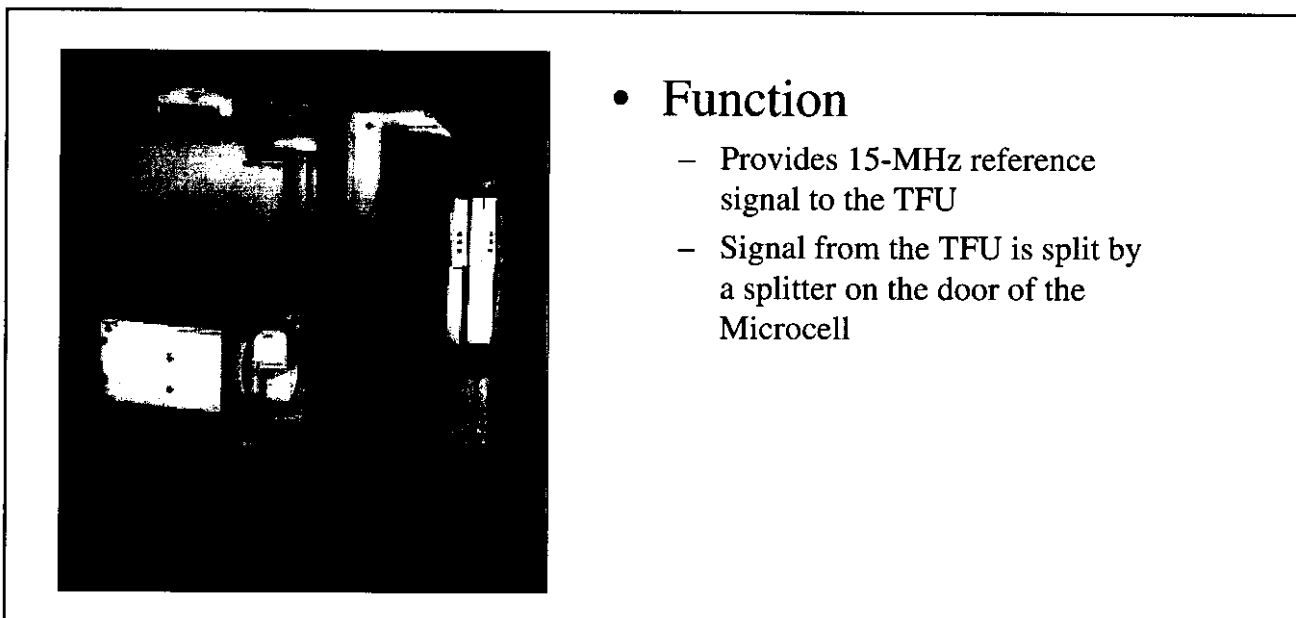 • Function
– Provides 15-MHz reference
signal to the TFU
– Signal from the TFU is split by
a splitter on the door of the
Microcell